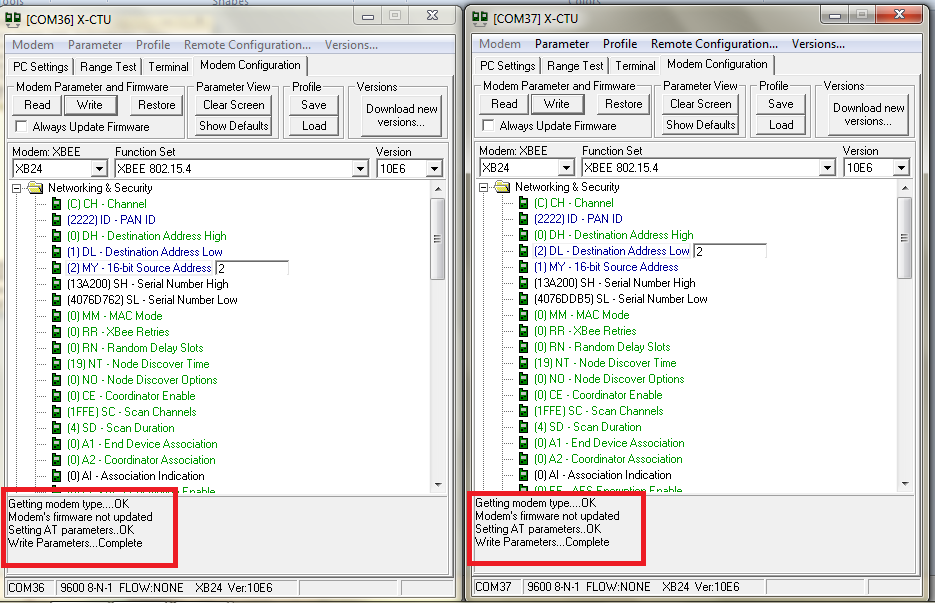 [COM36] X-CTU
Modem Parameter Profile Remote Configuration... Versions...
PC Settings Range Test Terminal Modem Configuration
Modem Parameter and Firmware Parameter View Profile Versions
Read Write Restore Clear Screen Save Download new versions...
Always Update Firmware Show Defaults Load
Modem: XBEE Function Set Version
XB24 XBEE 802.15.4 10E6
Networking & Security
(C) CH - Channel
(2222) ID - PAN ID
(0) DH - Destination Address High
(1) DL - Destination Address Low
(2) MY - 16-bit Source Address 2
(13A200) SH - Serial Number High
(4076D762) SL - Serial Number Low
(0) MM - MAC Mode
(0) RR - XBee Retries
(0) RN - Random Delay Slots
(19) NT - Node Discover Time
(0) NO - Node Discover Options
(0) CE - Coordinator Enable
(1FFE) SC - Scan Channels
(4) SD - Scan Duration
(0) A1 - End Device Association
(0) A2 - Coordinator Association
(0) AI - Association Indication
Getting modem type....OK
Modem's firmware not updated
Setting AT parameters..OK
Write Parameters...Complete
COM36 9600 8-N-1 FLOW:NONE XB24 Ver:10E6
[COM37] X-CTU
Modem Parameter Profile Remote Configuration... Versions...
PC Settings Range Test Terminal Modem Configuration
Modem Parameter and Firmware Parameter View Profile Versions
Read Write Restore Clear Screen Save Download new versions...
Always Update Firmware Show Defaults Load
Modem: XBEE Function Set Version
XB24 XBEE 802.15.4 10E6
Networking & Security
(C) CH - Channel
(2222) ID - PAN ID
(0) DH - Destination Address High
(2) DL - Destination Address Low 2
(1) MY - 16-bit Source Address
(13A200) SH - Serial Number High
(4076DDB5) SL - Serial Number Low
(0) MM - MAC Mode
(0) RR - XBee Retries
(0) RN - Random Delay Slots
(19) NT - Node Discover Time
(0) NO - Node Discover Options
(0) CE - Coordinator Enable
(1FFE) SC - Scan Channels
(4) SD - Scan Duration
(0) A1 - End Device Association
(0) A2 - Coordinator Association
(0) AI - Association Indication
(0) EE - AES Encryption Enable
Getting modem type....OK
Modem's firmware not updated
Setting AT parameters..OK
Write Parameters...Complete
COM37 9600 8-N-1 FLOW:NONE XB24 Ver:10E6